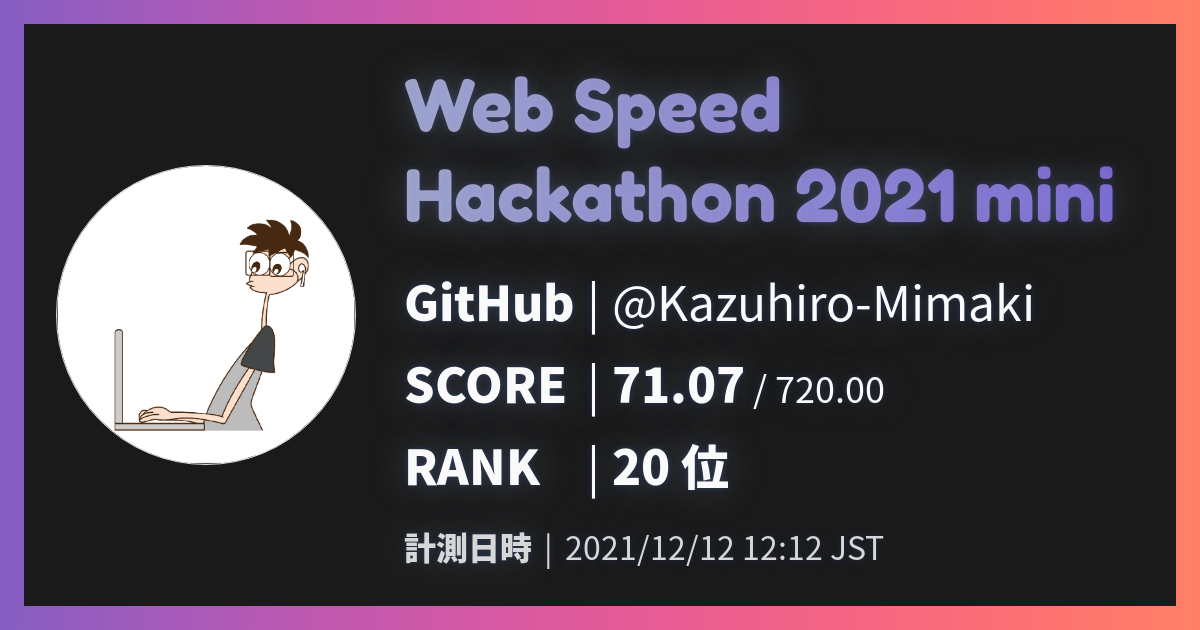 Web Speed
Hackathon 2021 mini
GitHub | @Kazuhiro-Mimaki
SCORE | 71.07 / 720.00
RANK | 20 位
計測日時 | 2021/12/12 12:12 JST